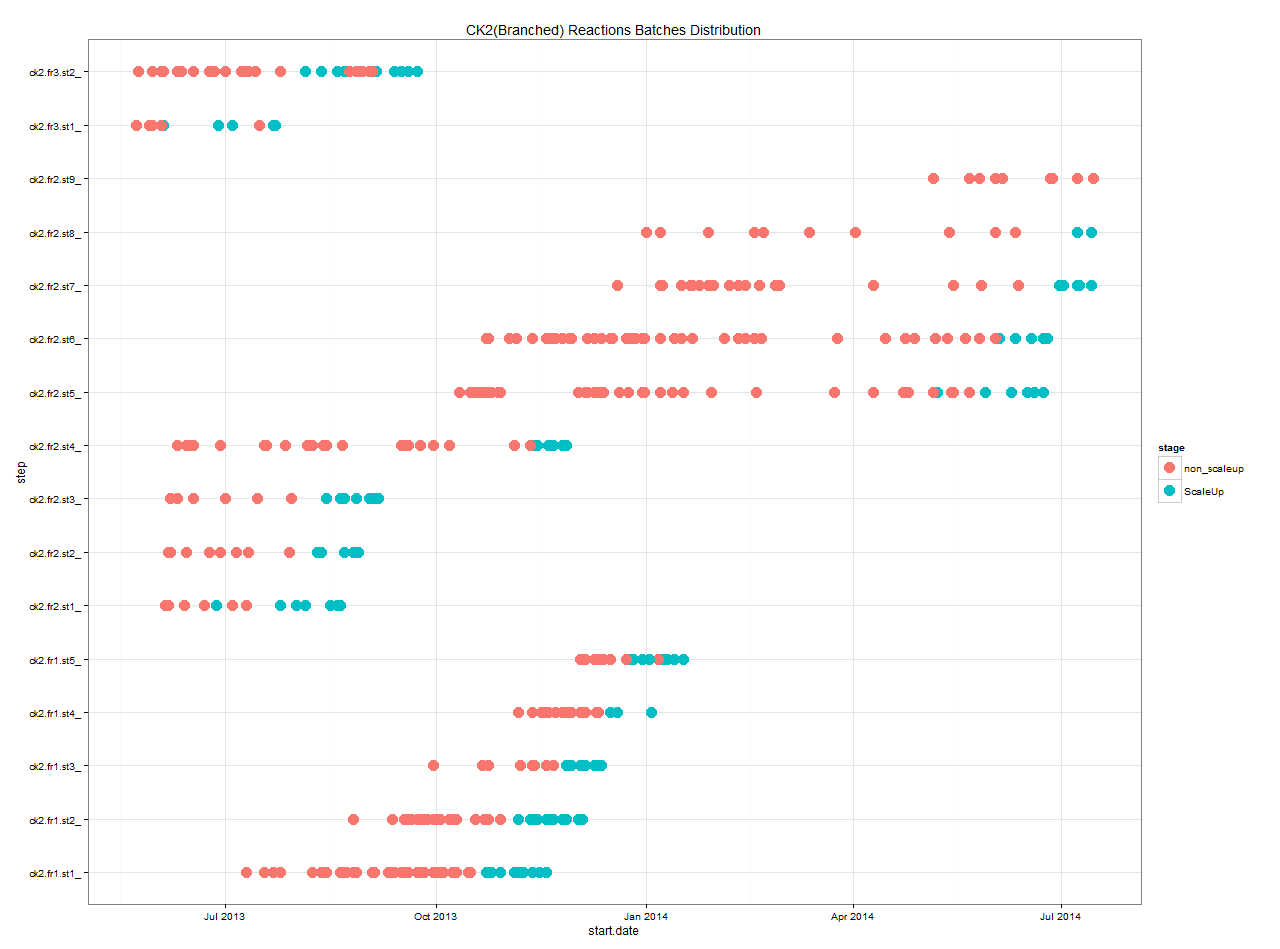 CK2(Branched) Reactions Batches Distribution
ck2.fr3.st2_
ck2.fr3.st1_
ck2.fr2.st9_
ck2.fr2.st8_
ck2.fr2.st7_
ck2.fr2.st6_
ck2.fr2.st5_
ck2.fr2.st4_
ck2.fr2.st3_
ck2.fr2.st2_
ck2.fr2.st1_
ck2.fr1.st5_
ck2.fr1.st4_
ck2.fr1.st3_
ck2.fr1.st2_
ck2.fr1.st1_
step
Jul 2013
Oct 2013
Jan 2014
Apr 2014
Jul 2014
start.date
stage
non_scaleup
ScaleUp